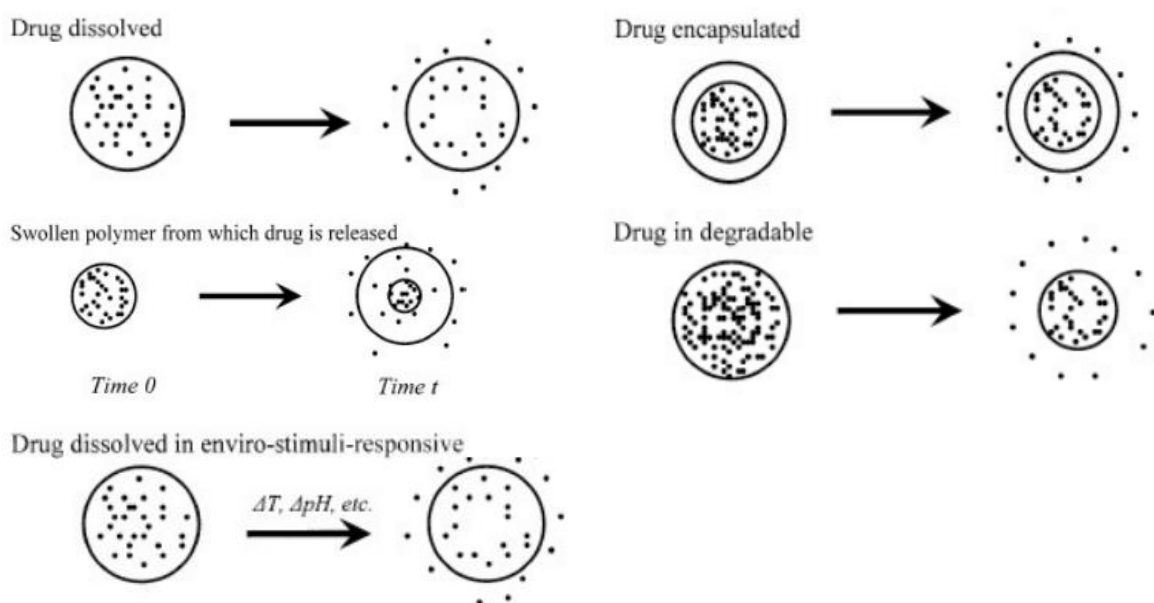 Drug dissolved
Drug encapsulated
Swollen polymer from which drug is released
Drug in degradable
Time 0
Time t
Drug dissolved in enviro-stimuli-responsive
ΔT, ΔpH, etc.